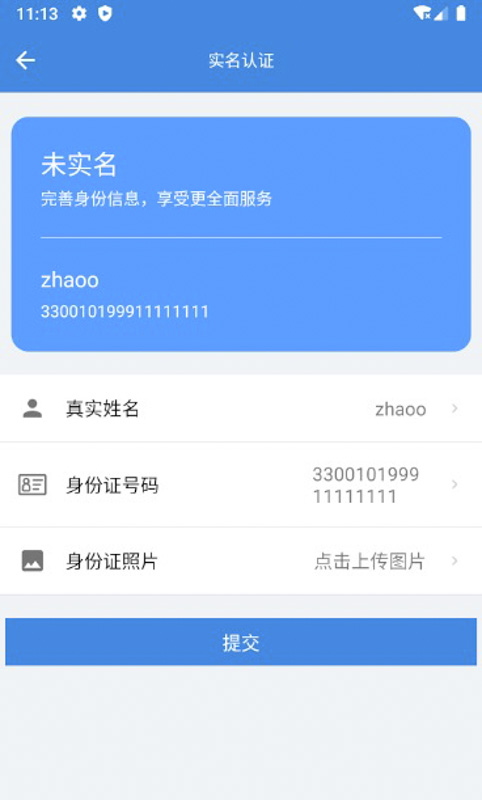 11:13
实名认证
未实名
完善身份信息，享受更全面服务
zhaoo
330010199911111111
真实姓名
zhaoo
身份证号码
3300101999
11111111
身份证照片
点击上传图片
提交